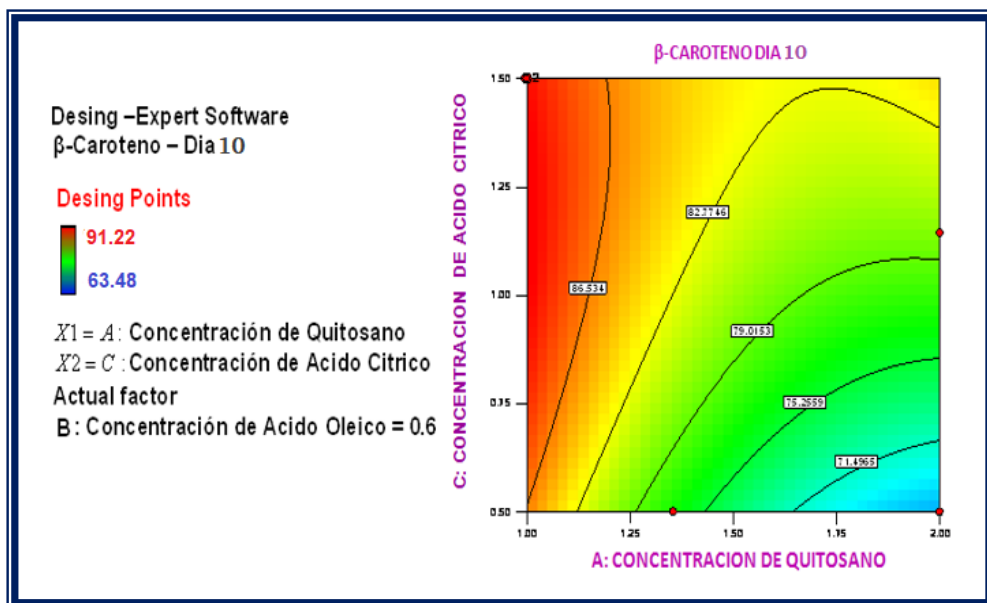 Desing –Expert Software
β-Caroteno – Dia 10
Desing Points
91.22
63.48
X1 = A : Concentración de Quitosano
X2 = C : Concentración de Acido Citrico
Actual factor
B : Concentración de Acido Oleico = 0.6
β-CAROTENO DIA 10
C: CONCENTRACION DE ACIDO CITRICO
1.50
1.25
1.00
0.75
0.50
2
86.534
82.7746
79.0153
75.2559
71.4965
1.00
1.25
1.50
1.75
2.00
A: CONCENTRACION DE QUITOSANO